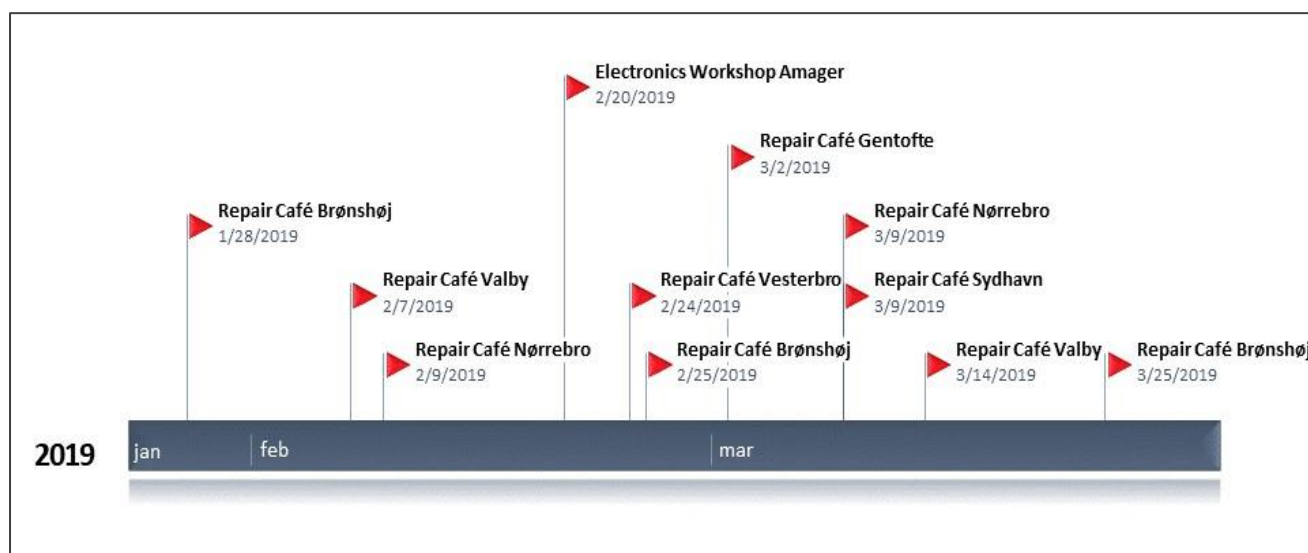 Electronics Workshop Amager
2/20/2019
Repair Café Gentofte
3/2/2019
Repair Café Brønshøj
1/28/2019
Repair Café Nørrebro
3/9/2019
Repair Café Valby
2/7/2019
Repair Café Vesterbro
2/24/2019
Repair Café Sydhavn
3/9/2019
Repair Café Nørrebro
2/9/2019
Repair Café Brønshøj
2/25/2019
Repair Café Valby
3/14/2019
Repair Café Brønshøj
3/25/2019
2019
jan
feb
mar